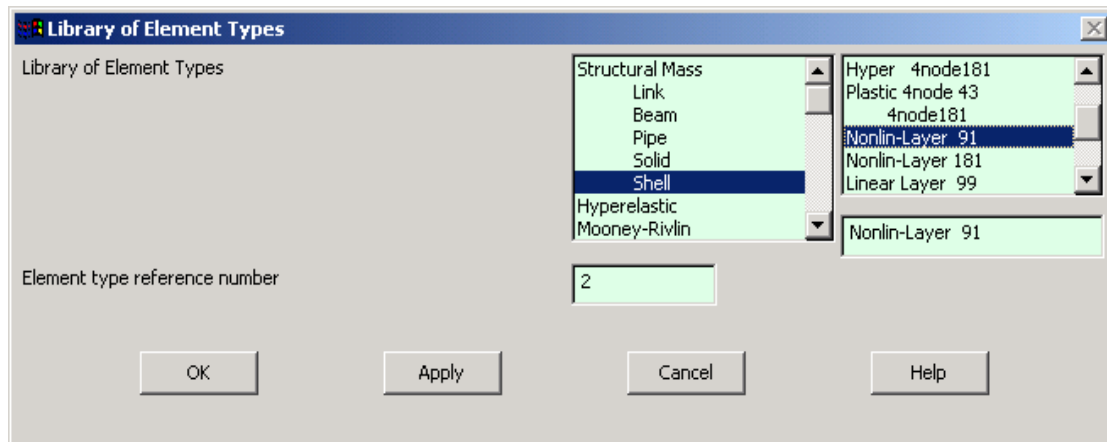 Library of Element Types
Library of Element Types
Structural Mass
Link
Beam
Pipe
Solid
Shell
Hyperelastic
Mooney-Rivlin
Hyper 4node181
Plastic 4node 43
4node181
Nonlin-Layer 91
Nonlin-Layer 181
Linear Layer 99
Nonlin-Layer 91
Element type reference number
2
OK
Apply
Cancel
Help